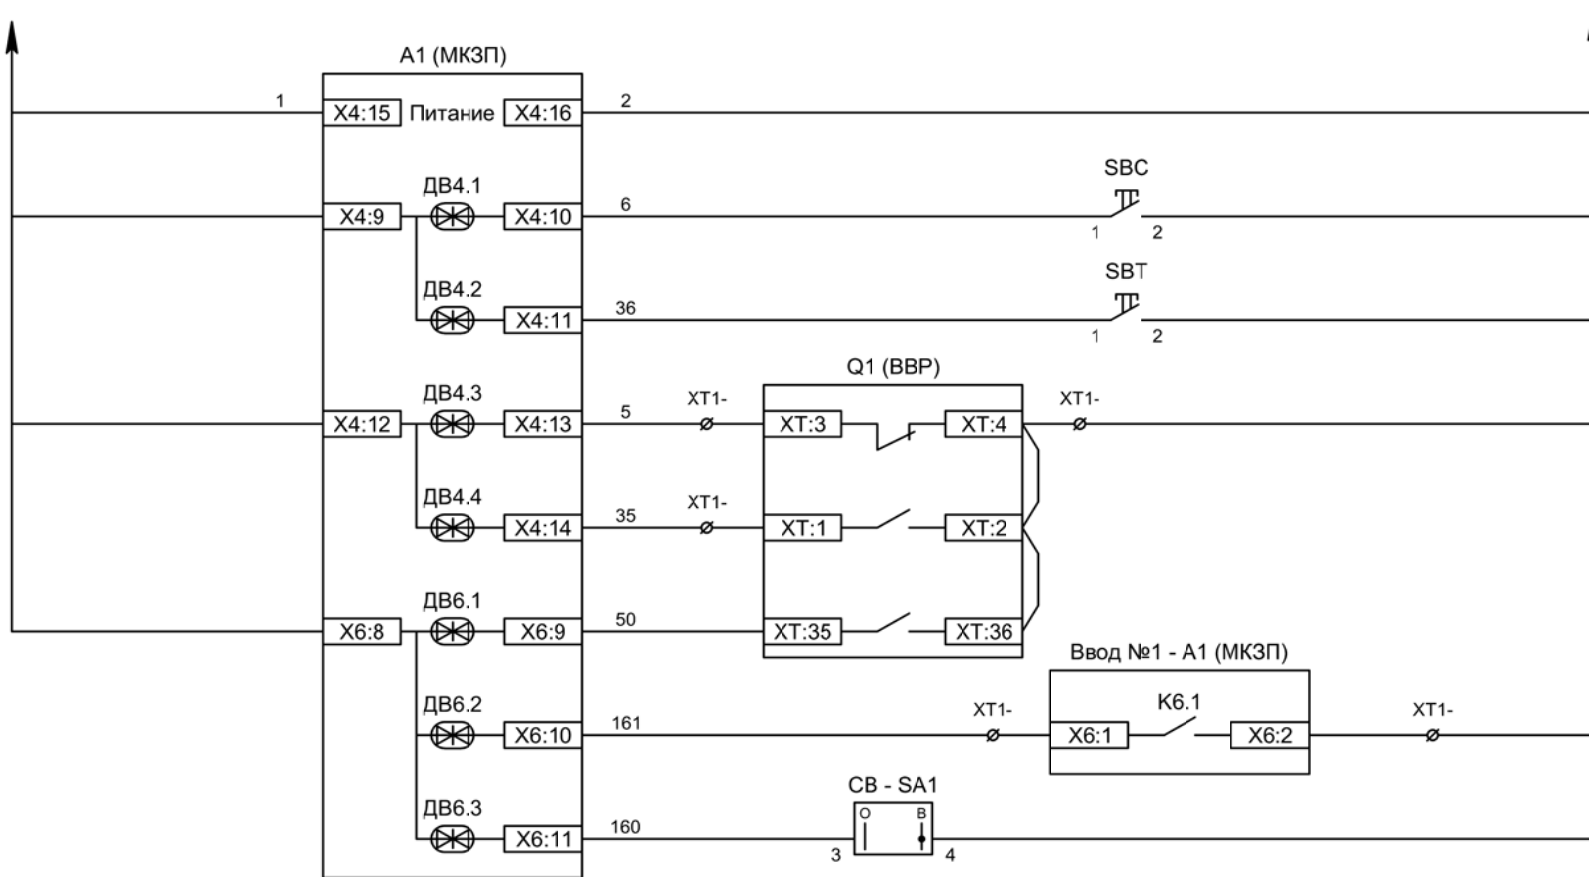 А1 (МКЗП)
1 X4:15 Питание X4:16 2
ДВ4.1 SBC
X4:9 X4:10 6
1 2
ДВ4.2 SBT
X4:11 36
1 2
Q1 (ВВР)
ДВ4.3 XT1- XT1-
X4:12 X4:13 5 XT:3 XT:4
ДВ4.4 XT1-
X4:14 35 XT:1 XT:2
ДВ6.1
X6:8 X6:9 50 XT:35 XT:36
Ввод №1 - А1 (МКЗП)
ДВ6.2 XT1- K6.1 XT1-
X6:10 161 X6:1 X6:2
СВ - SA1
ДВ6.3 О В
X6:11 160
3 4